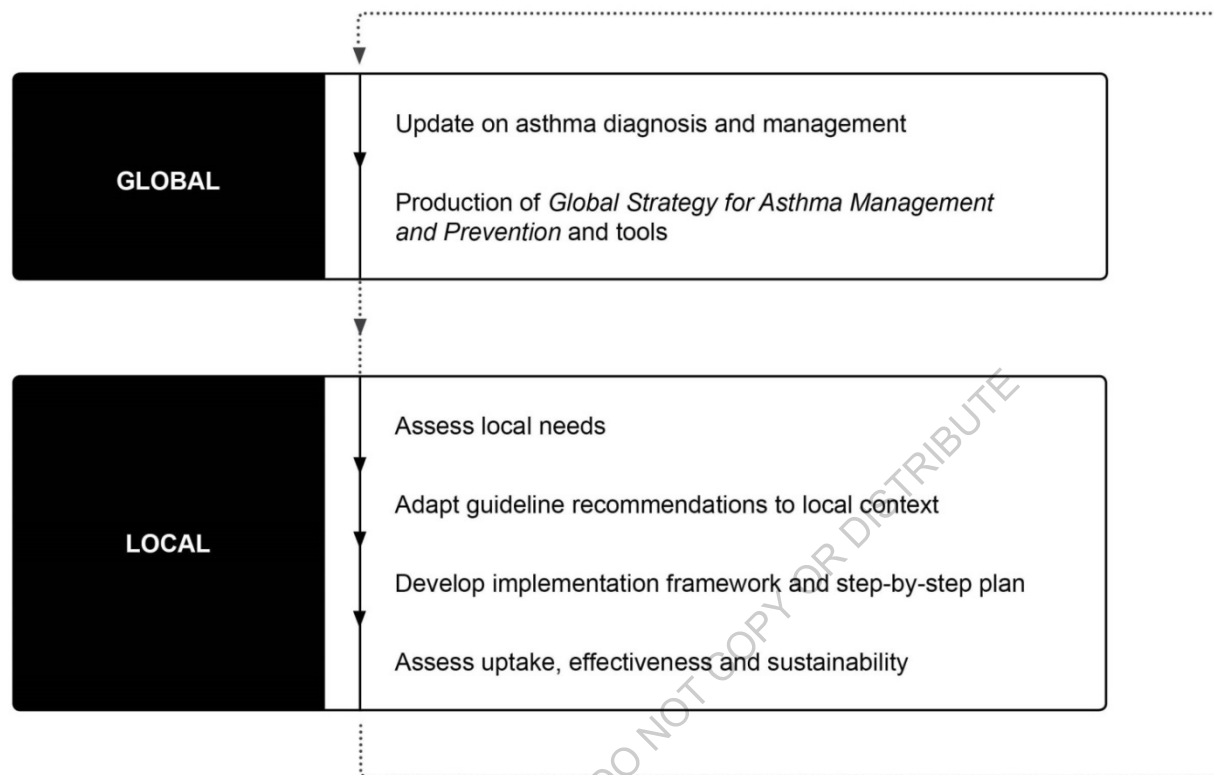 GLOBAL
Update on asthma diagnosis and management
Production of Global Strategy for Asthma Management
and Prevention and tools
LOCAL
Assess local needs
Adapt guideline recommendations to local context
Develop implementation framework and step-by-step plan
Assess uptake, effectiveness and sustainability
DO NOT COPY OR DISTRIBUTE